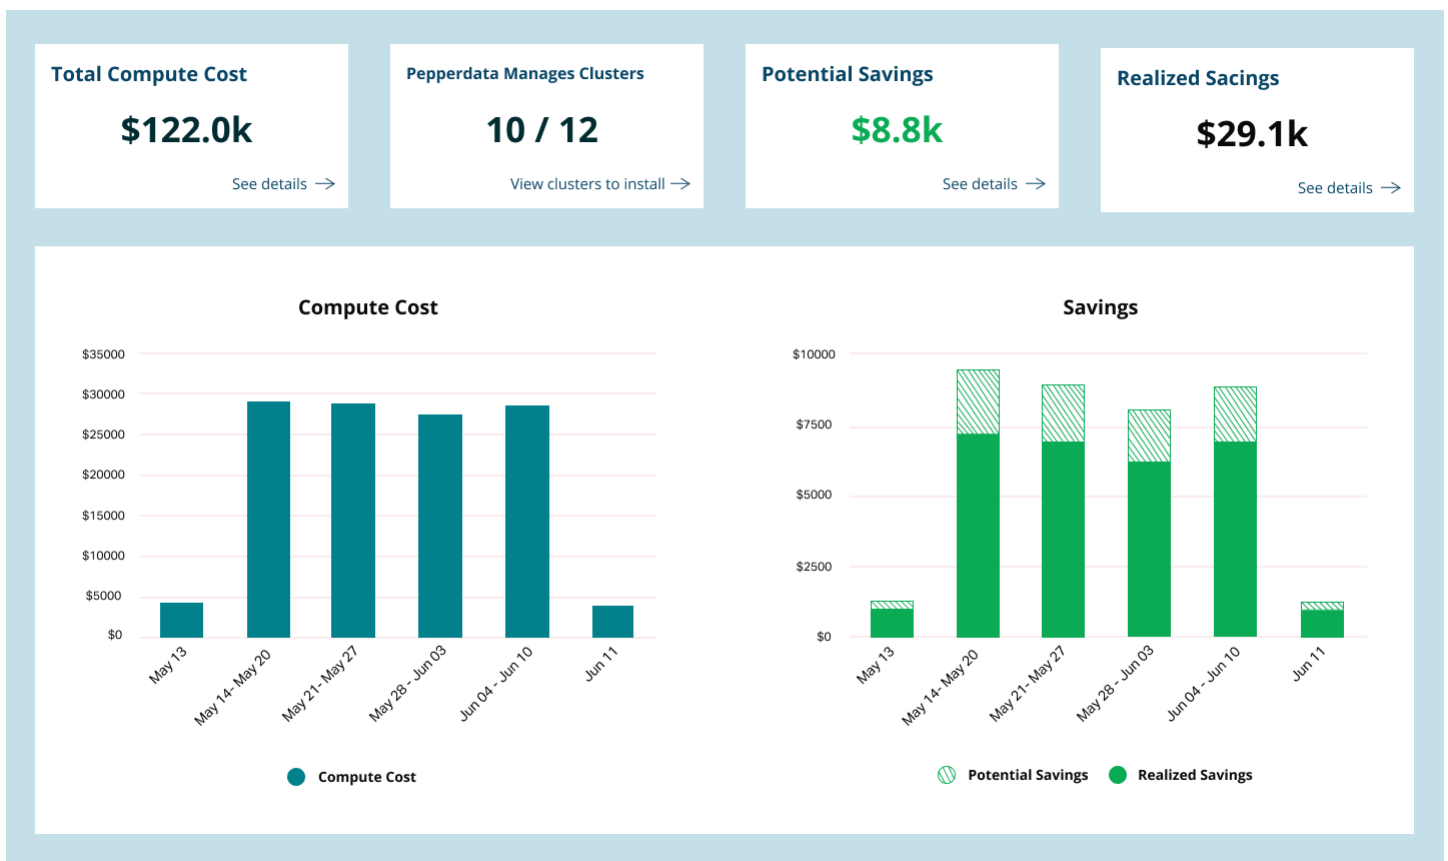 Total Compute Cost
$122.0k
See details
Pepperdata Manages Clusters
10 / 12
View clusters to install
Potential Savings
$8.8k
See details
Realized Sacings
$29.1k
See details
Compute Cost
$35000
$30000
$25000
$20000
$15000
$10000
$5000
$0
May 13
May 14- May 20
May 21- May 27
May 28 - Jun 03
Jun 04 - Jun 10
Jun 11
Compute Cost
Savings
$10000
$7500
$5000
$2500
$0
May 13
May 14- May 20
May 21- May 27
May 28 - Jun 03
Jun 04 - Jun 10
Jun 11
Potential Savings
Realized Savings